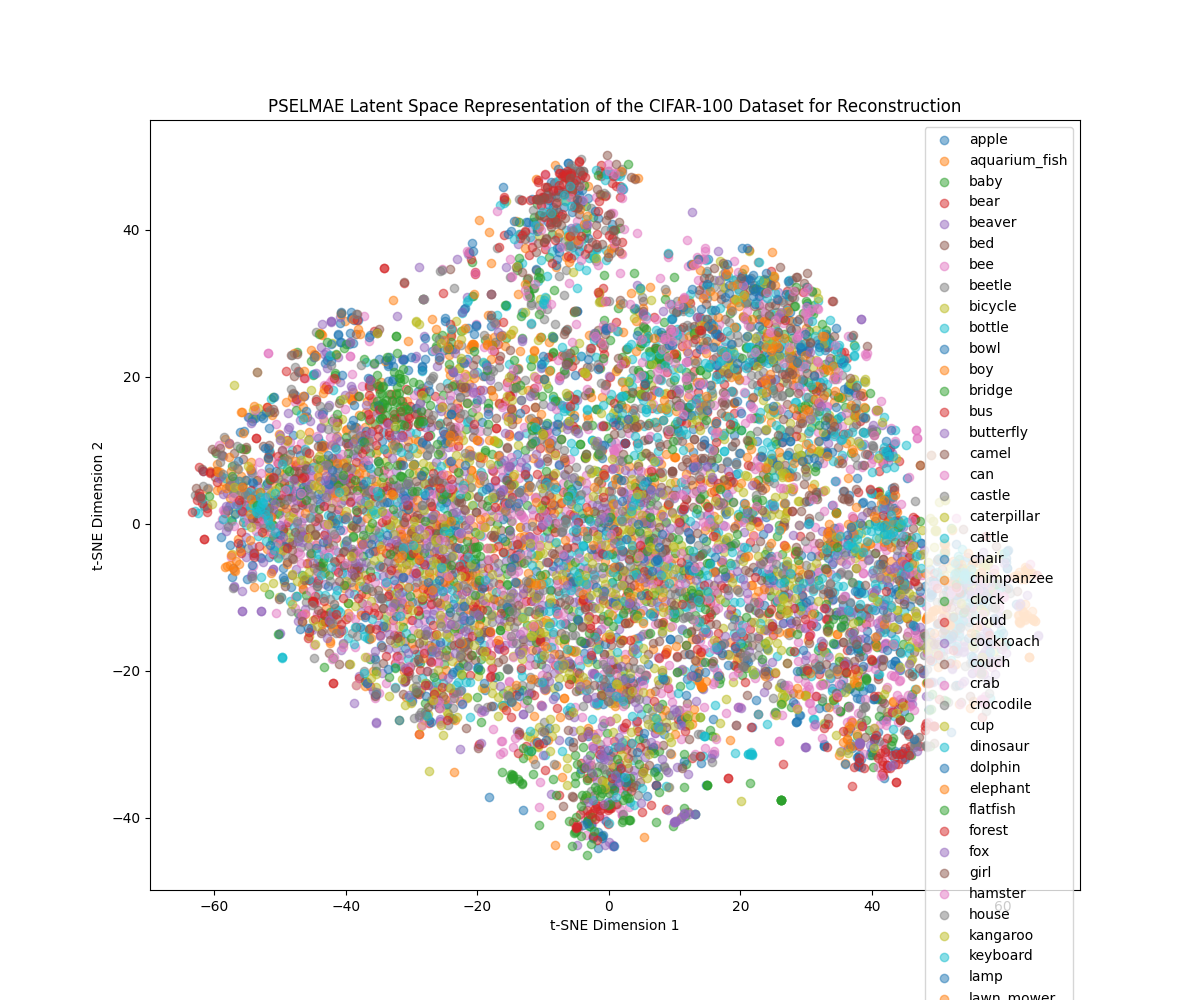 PSELMAE Latent Space Representation of the CIFAR-100 Dataset for Reconstruction
t-SNE Dimension 2
40
20
0
−20
−40
−60
−40
−20
0
20
40
60
t-SNE Dimension 1
apple
aquarium_fish
baby
bear
beaver
bed
bee
beetle
bicycle
bottle
bowl
boy
bridge
bus
butterfly
camel
can
castle
caterpillar
cattle
chair
chimpanzee
clock
cloud
cockroach
couch
crab
crocodile
cup
dinosaur
dolphin
elephant
flatfish
forest
fox
girl
hamster
house
kangaroo
keyboard
lamp
lawn_mower